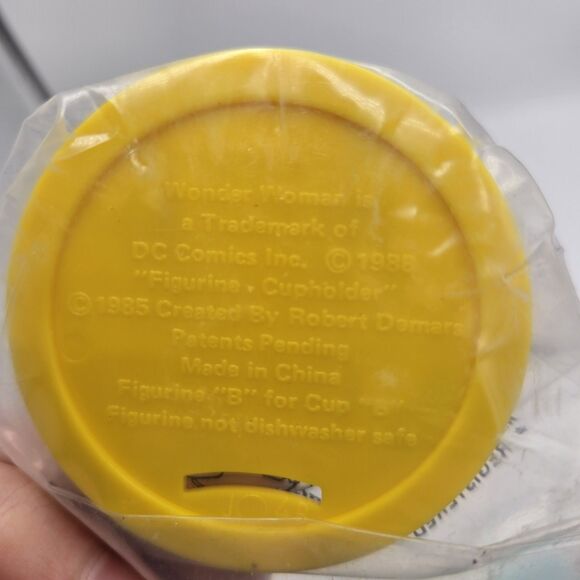 Wonder Woman is
a Trademark of
DC Comics Inc. © 1988
"Figurine . Cupholder"
© 1985 Created By Robert Demars
Patents Pending
Made in China
Figurine "B" for Cup "B"
Figurine not dishwasher safe